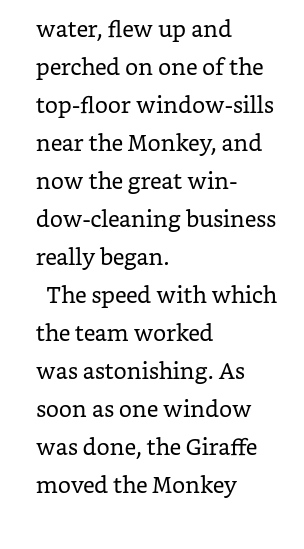 water, flew up and
perched on one of the
top-floor window-sills
near the Monkey, and
now the great win-
dow-cleaning business
really began.
The speed with which
the team worked
was astonishing. As
soon as one window
was done, the Giraffe
moved the Monkey